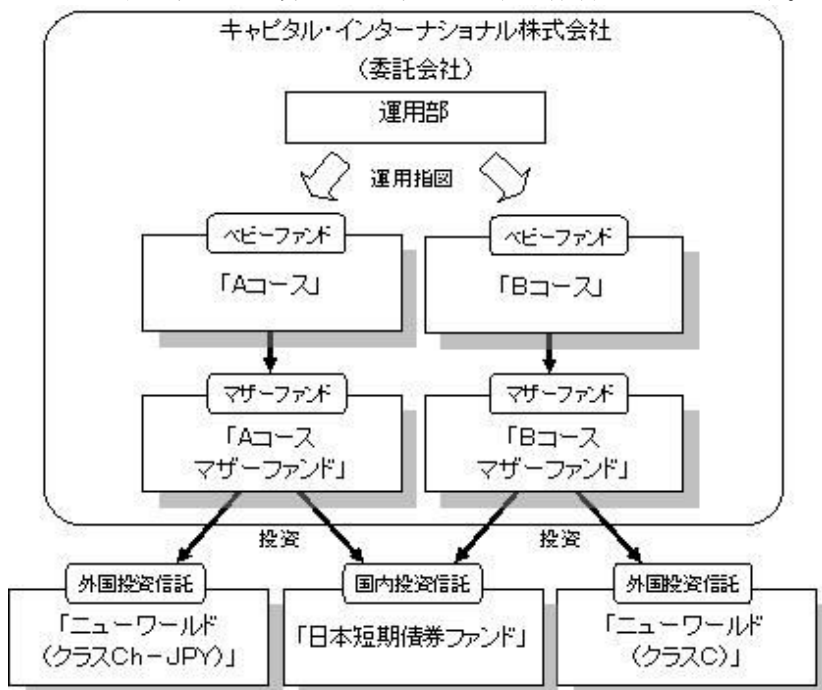 キャピタル・インターナショナル株式会社
(委託会社)
運用部
運用指図
ベビーファンド
ベビーファンド
「Aコース」
「Bコース」
マザーファンド
マザーファンド
「Aコース
マザーファンド」
「Bコース
マザーファンド」
投資
投資
外国投資信託
国内投資信託
外国投資信託
「ニューワールド
(クラスCh-JPY)」
「日本短期債券ファンド」
「ニューワールド
(クラスC)」